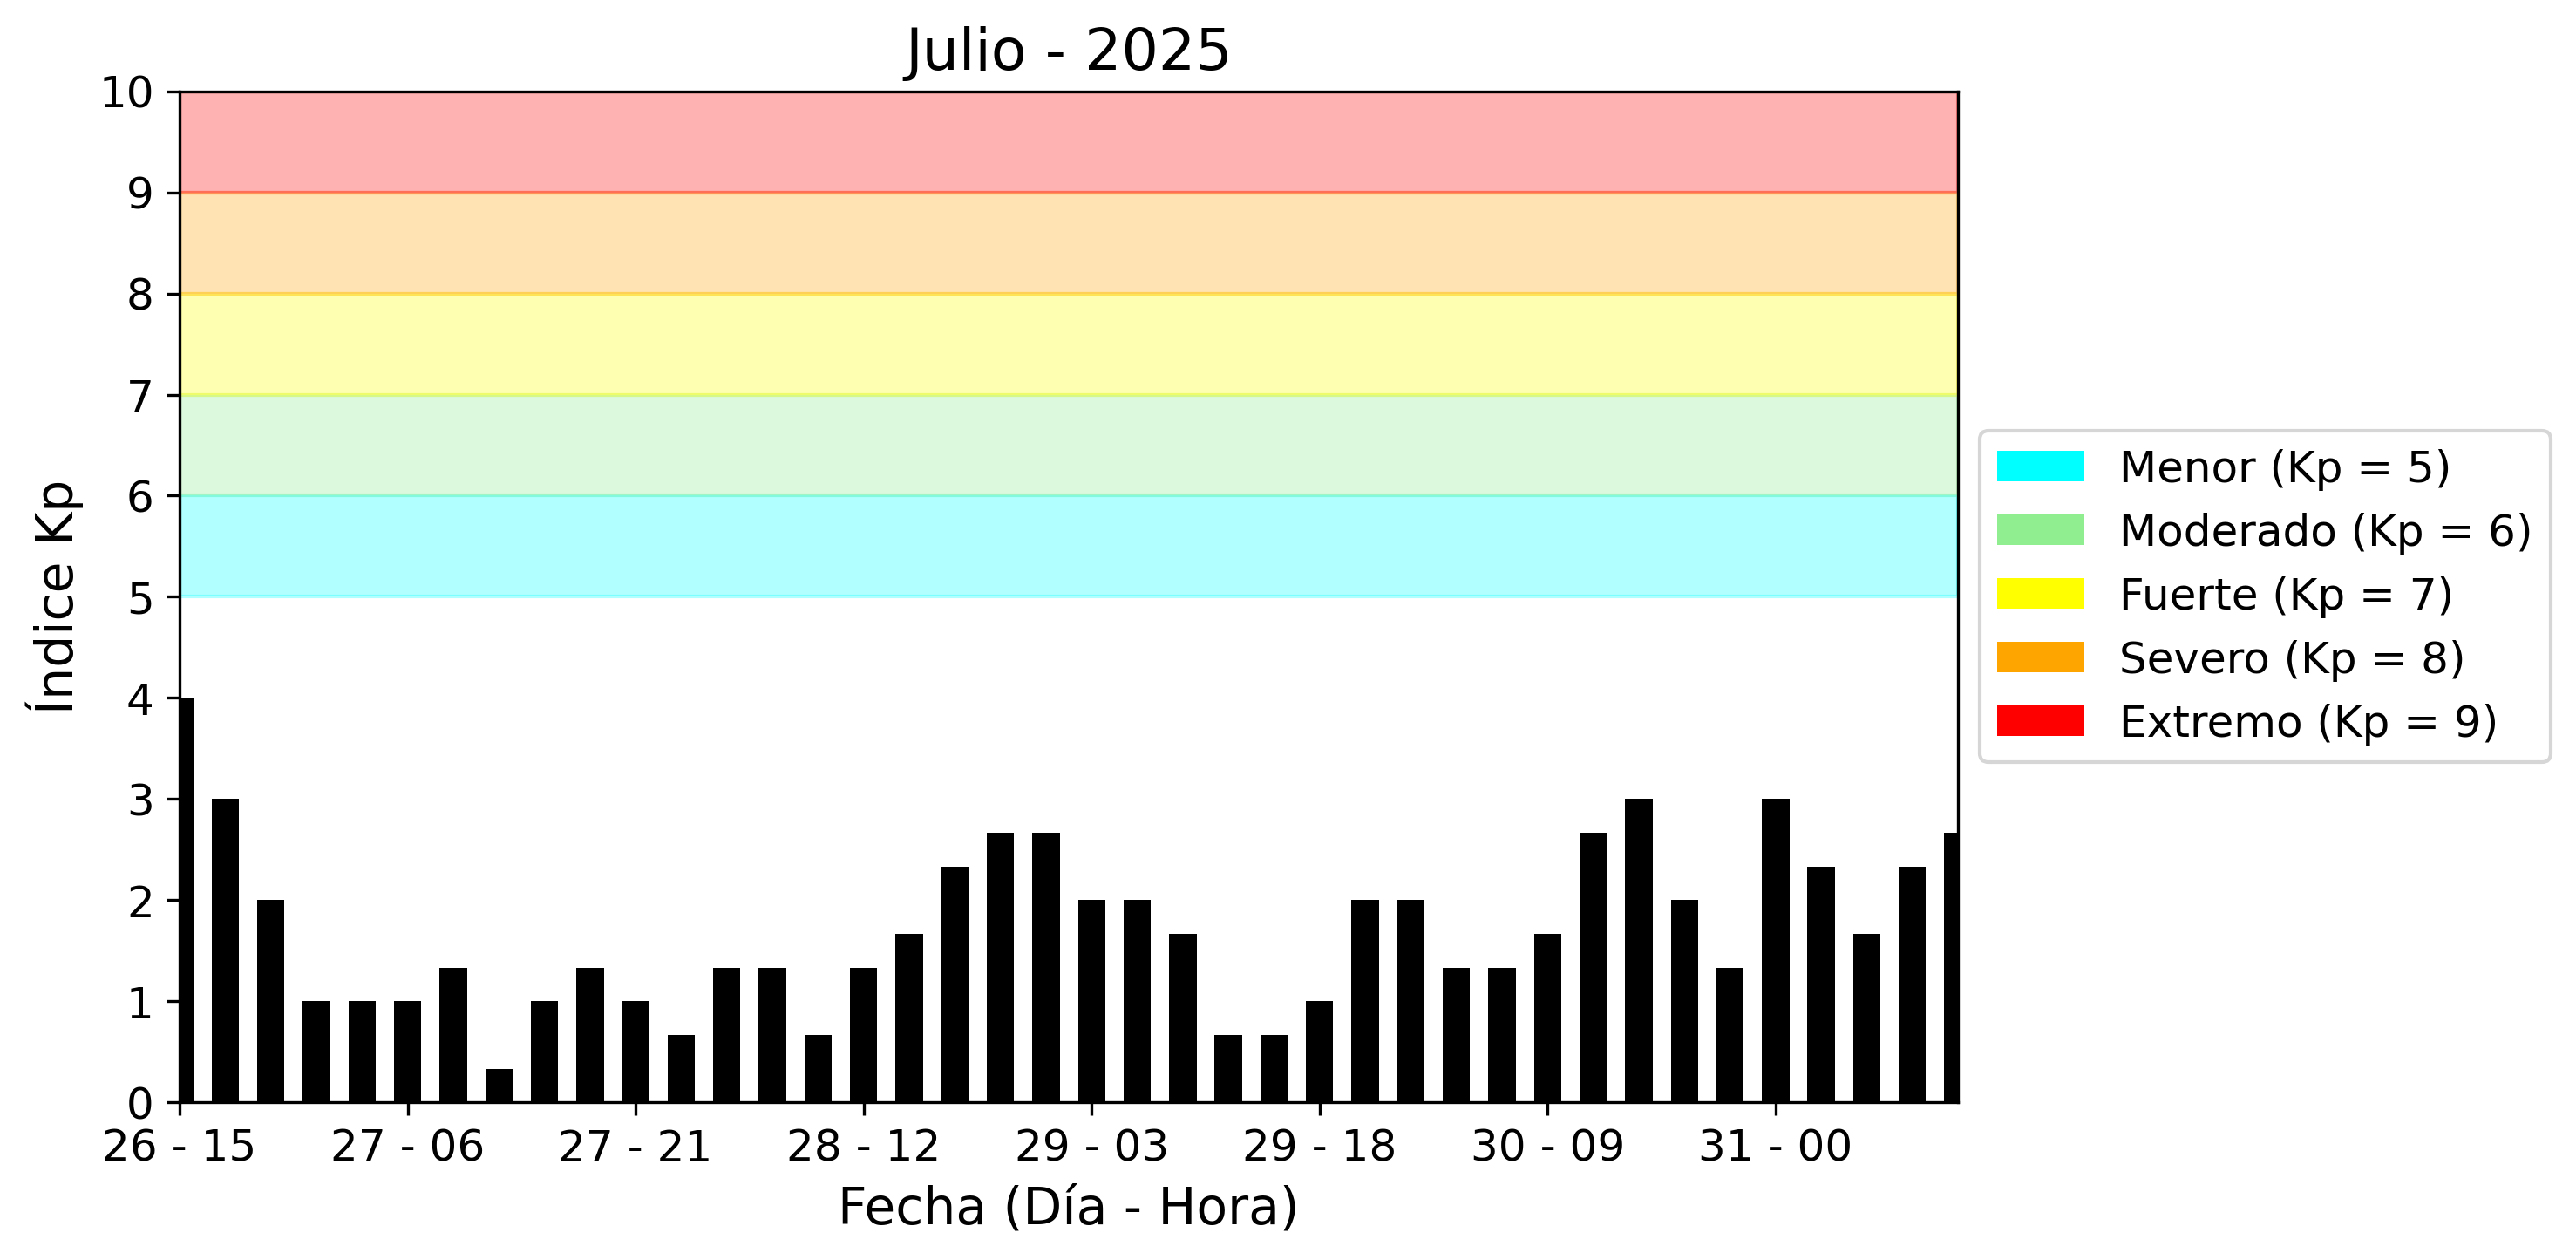 Julio - 2025
10
9
8
7
6
5
4
3
2
1
0
Índice Kp
26 - 15 27 - 06 27 - 21 28 - 12 29 - 03 29 - 18 30 - 09 31 - 00
Fecha (Día - Hora)
Menor (Kp = 5)
Moderado (Kp = 6)
Fuerte (Kp = 7)
Severo (Kp = 8)
Extremo (Kp = 9)